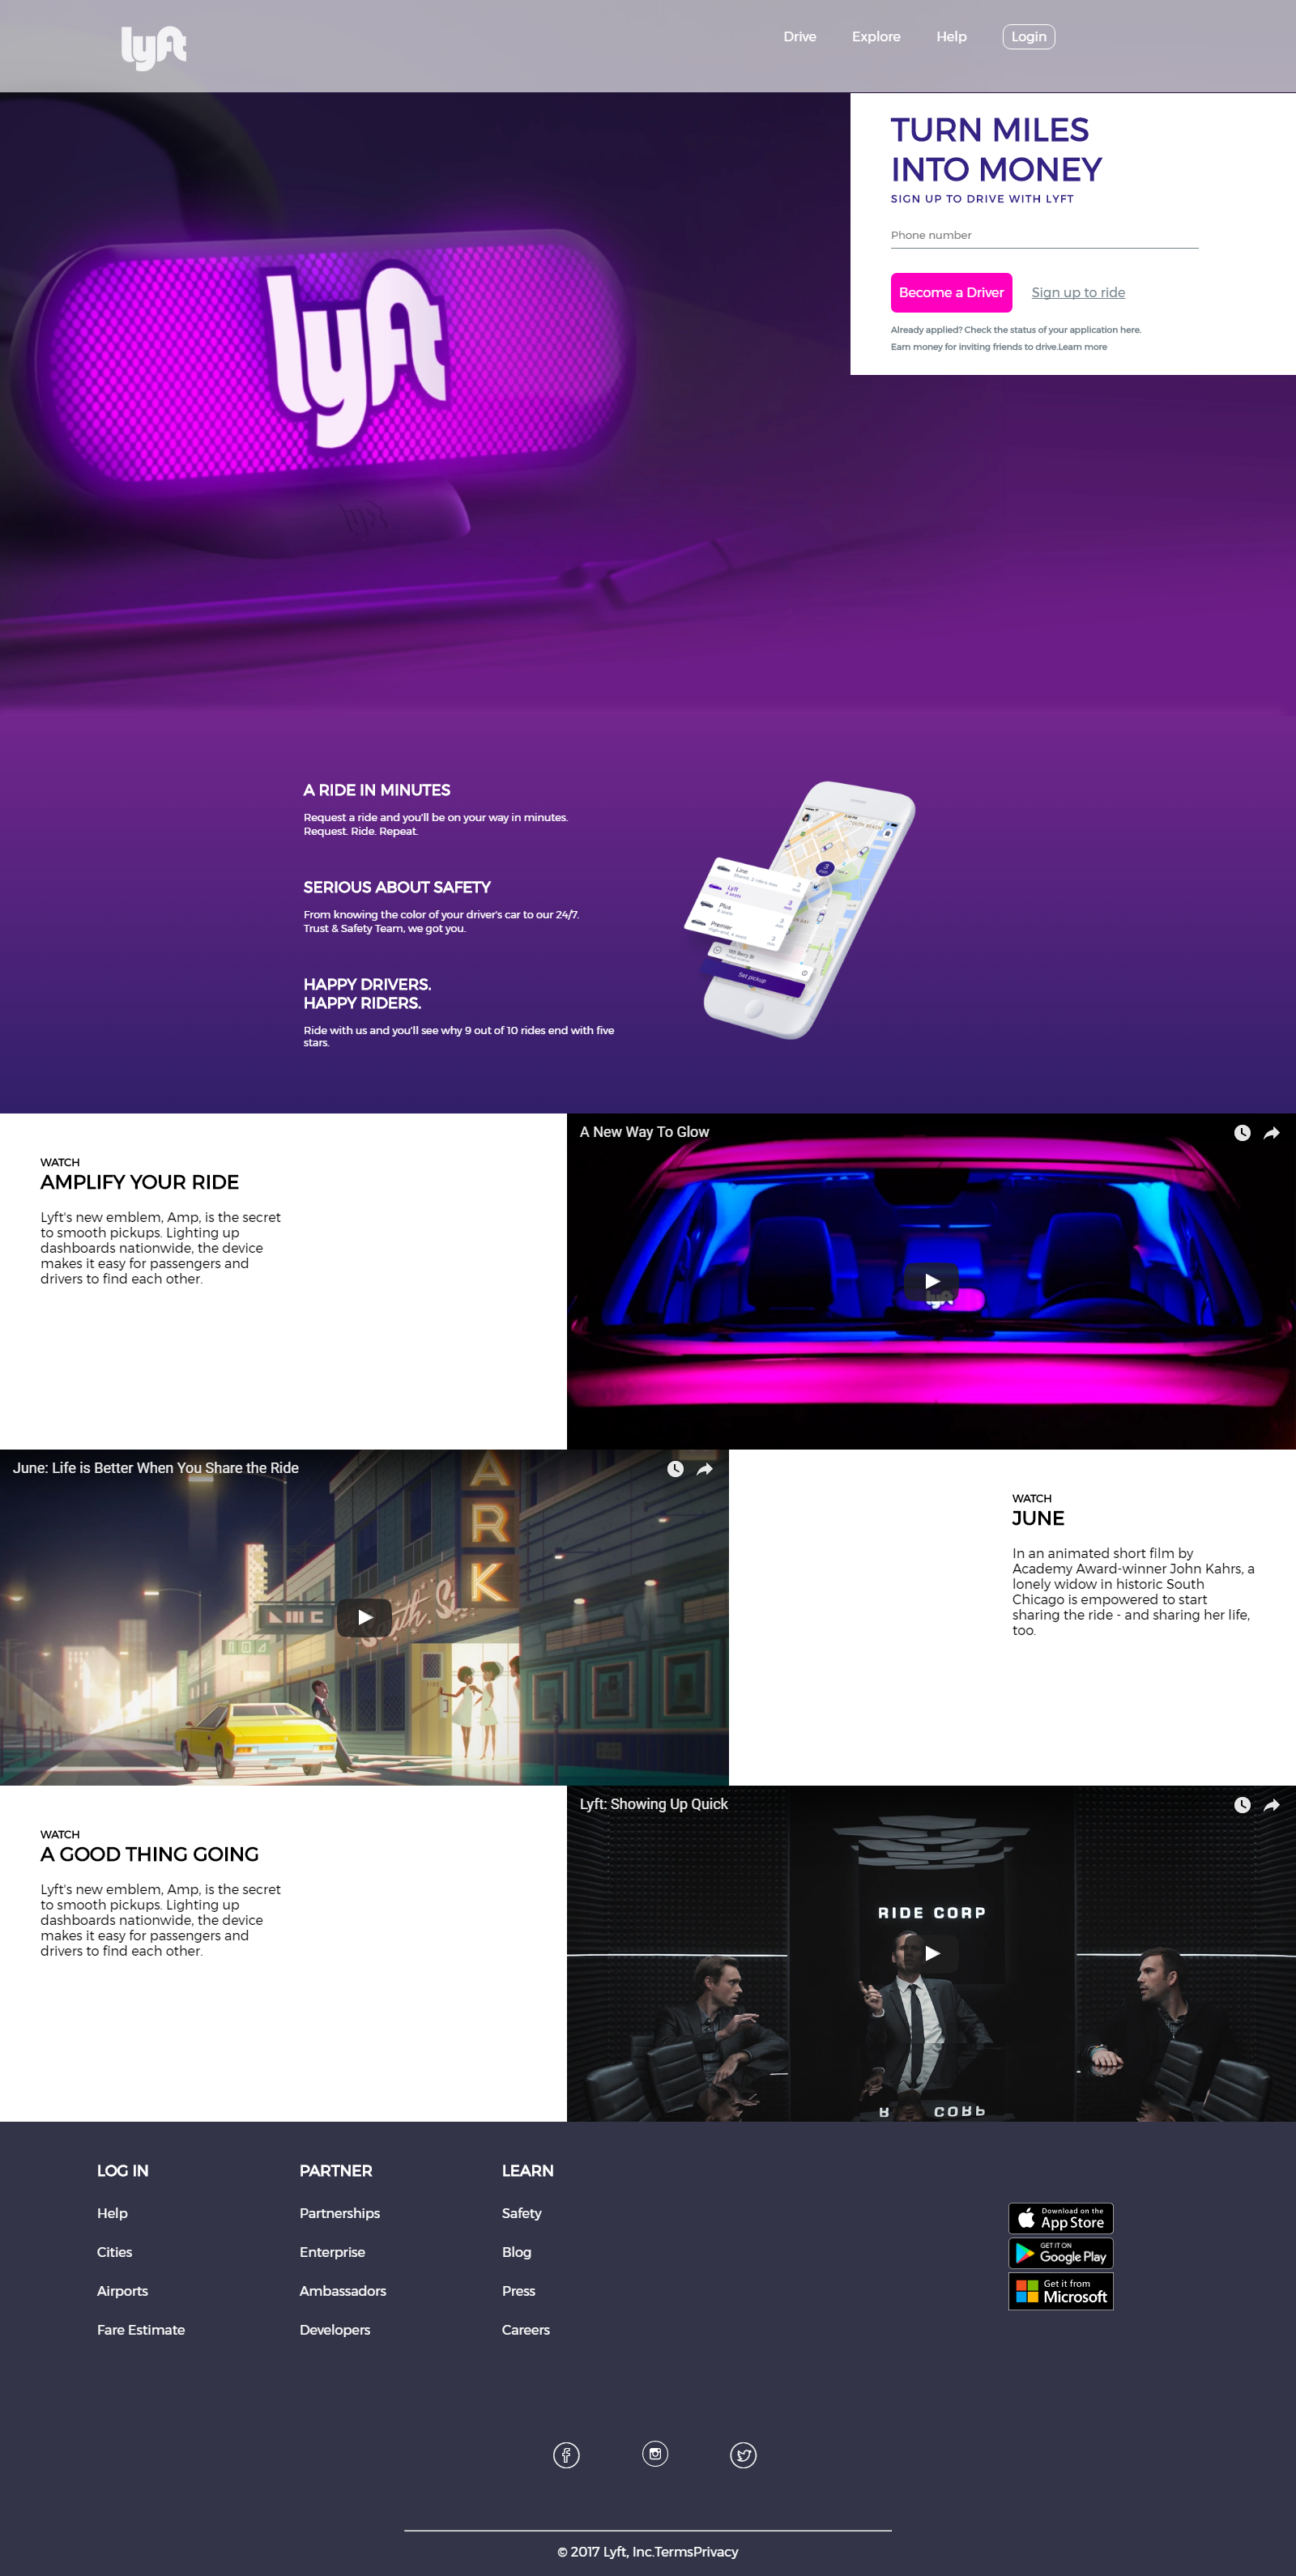 lyft
Drive
Explore
Help
Login
TURN MILES
INTO MONEY
SIGN UP TO DRIVE WITH LYFT
Phone number
Become a Driver
Sign up to ride
Already applied? Check the status of your application here.
Earn money for inviting friends to drive.Learn more
lyft
A RIDE IN MINUTES
Request a ride and you'll be on your way in minutes.
Request. Ride. Repeat.
SERIOUS ABOUT SAFETY
From knowing the color of your driver's car to our 24/7.
Trust & Safety Team, we got you.
HAPPY DRIVERS.
HAPPY RIDERS.
Ride with us and you'll see why 9 out of 10 rides end with five
stars.
Line
Lyft
Plus
Premier
Set pickup
WATCH
AMPLIFY YOUR RIDE
Lyft's new emblem, Amp, is the secret
to smooth pickups. Lighting up
dashboards nationwide, the device
makes it easy for passengers and
drivers to find each other.
A New Way To Glow
lyft
June: Life is Better When You Share the Ride
ARK
South.S
WATCH
JUNE
In an animated short film by
Academy Award-winner John Kahrs, a
lonely widow in historic South
Chicago is empowered to start
sharing the ride - and sharing her life,
too.
WATCH
A GOOD THING GOING
Lyft's new emblem, Amp, is the secret
to smooth pickups. Lighting up
dashboards nationwide, the device
makes it easy for passengers and
drivers to find each other.
Lyft: Showing Up Quick
RIDE CORP
LOG IN
Help
Cities
Airports
Fare Estimate
PARTNER
Partnerships
Enterprise
Ambassadors
Developers
LEARN
Safety
Blog
Press
Careers
Download on the
App Store
GET IT ON
Google Play
Get it from
Microsoft
© 2017 Lyft, Inc.TermsPrivacy